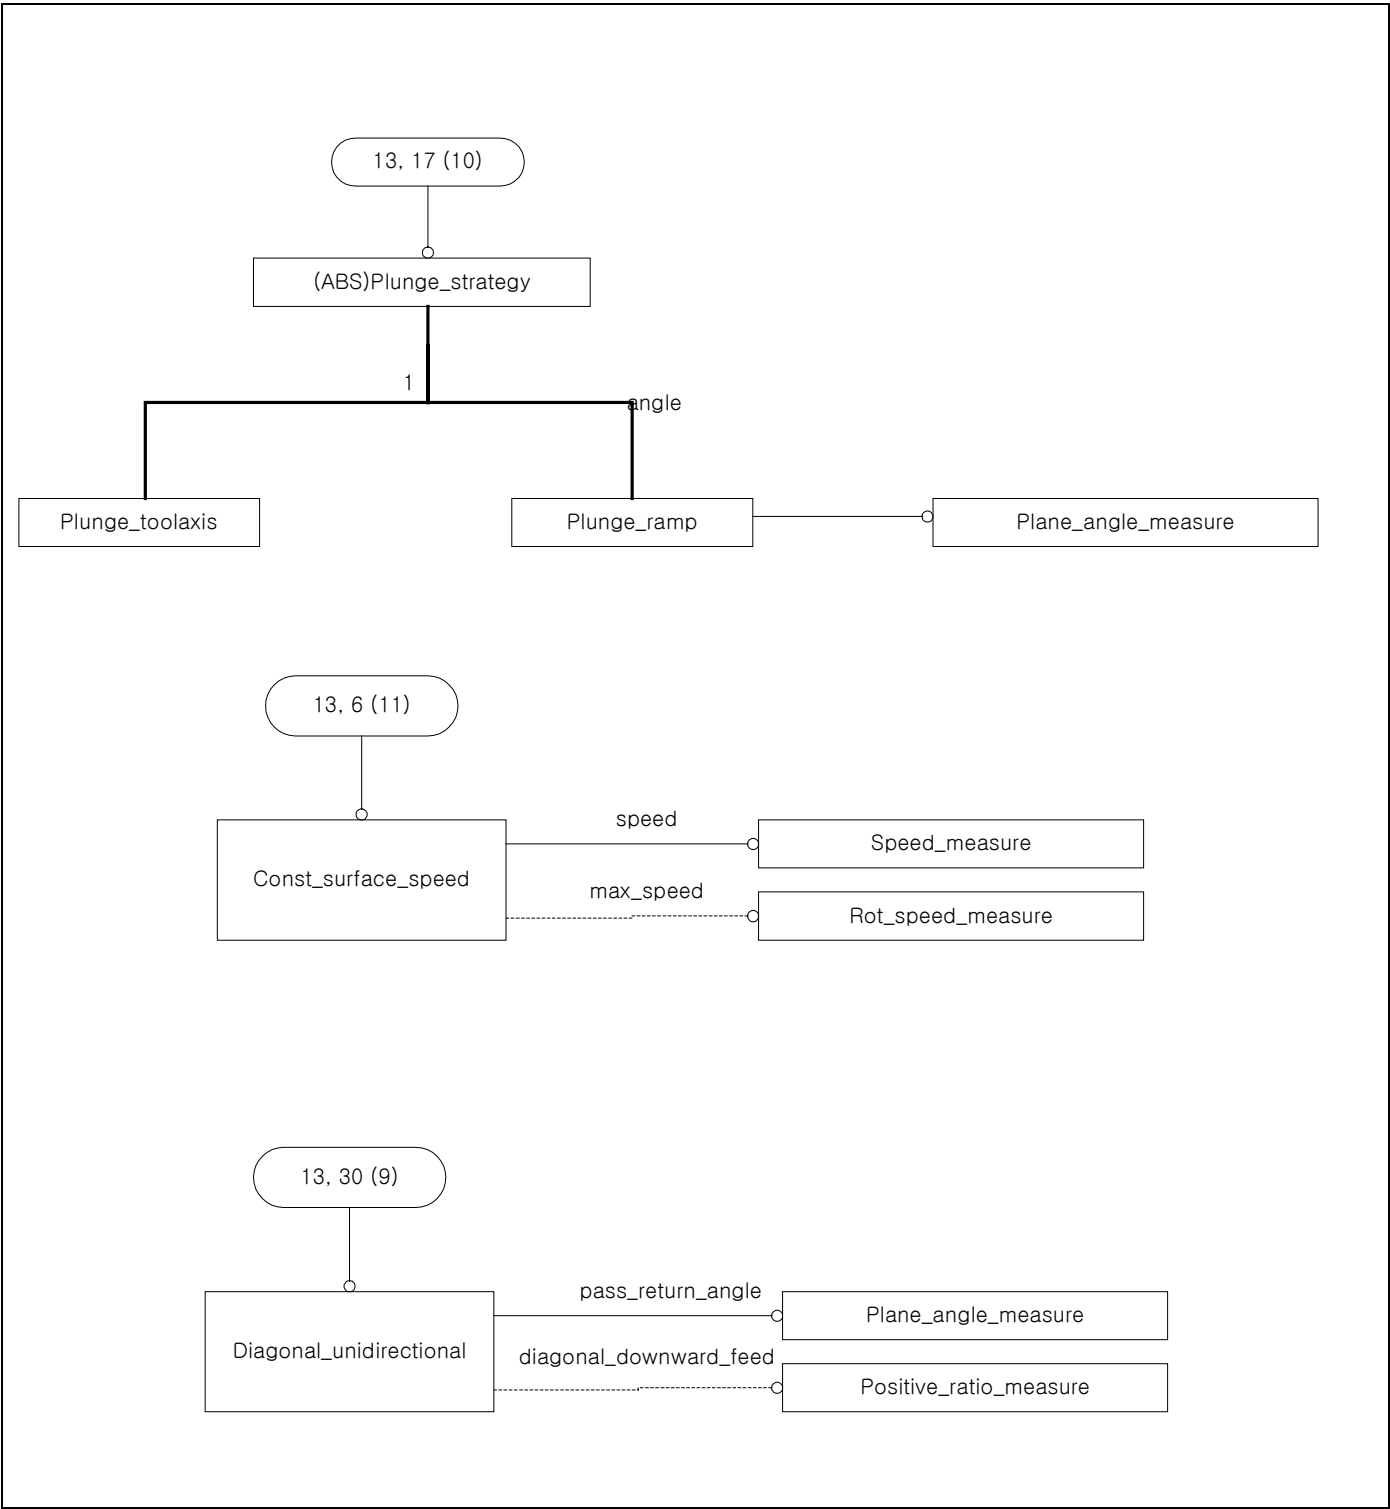 13, 17 (10)
(ABS)Plunge_strategy
1
angle
Plunge_toolaxis
Plunge_ramp
Plane_angle_measure
13, 6 (11)
speed
Speed_measure
Const_surface_speed
max_speed
Rot_speed_measure
13, 30 (9)
pass_return_angle
Plane_angle_measure
Diagonal_unidirectional
diagonal_downward_feed
Positive_ratio_measure